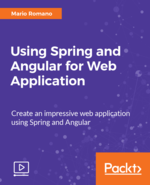 Mario Romano
Using Spring and
Angular for Web
Application
Create an impressive web application
using Spring and Angular
Packt>